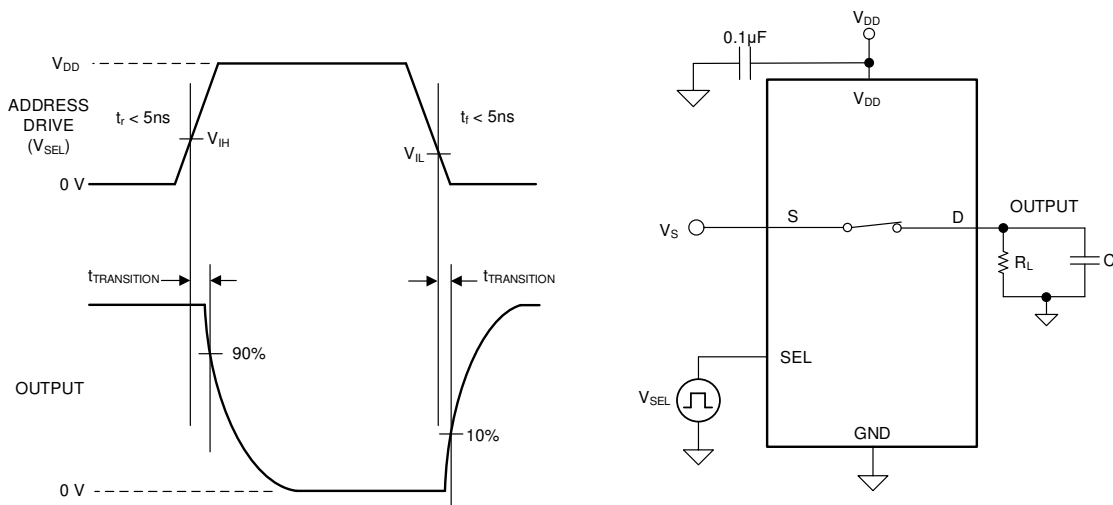 V_DD
ADDRESS
DRIVE
(V_SEL)
t_r < 5ns
V_IH
t_f < 5ns
V_IL
0 V
t_TRANSITION
t_TRANSITION
90%
OUTPUT
10%
0 V
V_DD
0.1µF
V_DD
V_S
S
D
OUTPUT
R_L
C
SEL
V_SEL
GND